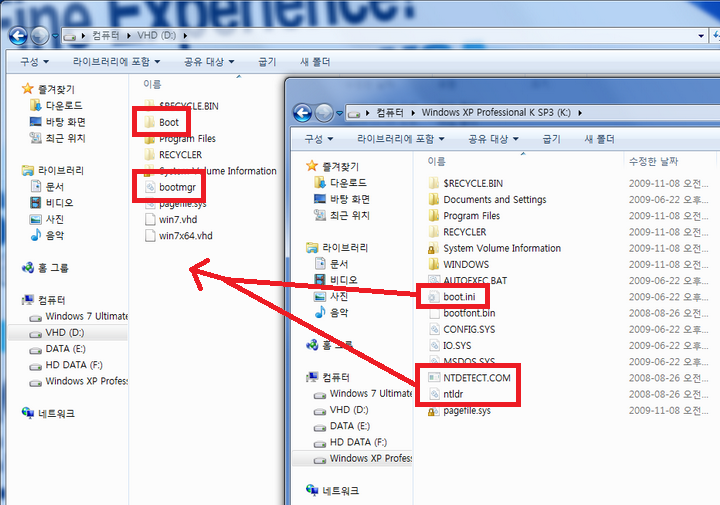 ine Experience?
컴퓨터 ▸ VHD (D:) ▸
구성 라이브러리에 포함 공유 대상 굽기 새 폴더
즐겨찾기
다운로드
바탕 화면
최근 위치
라이브러리
문서
비디오
사진
음악
홈 그룹
컴퓨터
Windows 7 Ultimate
VHD (D:)
DATA (E:)
HD DATA (F:)
Windows XP Profess
네트워크
이름
$RECYCLE.BIN
Boot
Program Files
RECYCLER
System Volume Information
bootmgr
pagefile.sys
win7.vhd
win7x64.vhd
컴퓨터 ▸ Windows XP Professional K SP3 (K:) ▸
구성 라이브러리에 포함 공유 대상 굽기 새 폴더
즐겨찾기
다운로드
바탕 화면
최근 위치
라이브러리
문서
비디오
사진
음악
홈 그룹
컴퓨터
Windows 7 Ultimate
VHD (D:)
DATA (E:)
HD DATA (F:)
Windows XP Profess
네트워크
이름 수정한 날짜
$RECYCLE.BIN 2009-11-08 오전...
Documents and Settings 2009-06-22 오후...
Program Files 2009-11-08 오전...
RECYCLER 2009-11-08 오전...
System Volume Information 2009-11-08 오전...
WINDOWS 2009-11-08 오전...
AUTOEXEC.BAT 2009-06-22 오후...
boot.ini 2009-06-22 오후...
bootfont.bin 2008-08-26 오전...
CONFIG.SYS 2009-06-22 오후...
IO.SYS 2009-06-22 오후...
MSDOS.SYS 2009-06-22 오후...
NTDETECT.COM 2008-08-26 오전...
ntldr 2008-08-26 오전...
pagefile.sys 2009-11-08 오전...